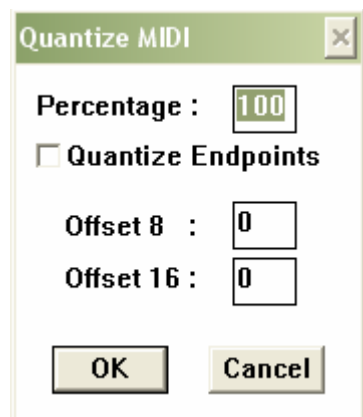 Quantize MIDI
Percentage : 100
Quantize Endpoints
Offset 8 : 0
Offset 16 : 0
OK Cancel